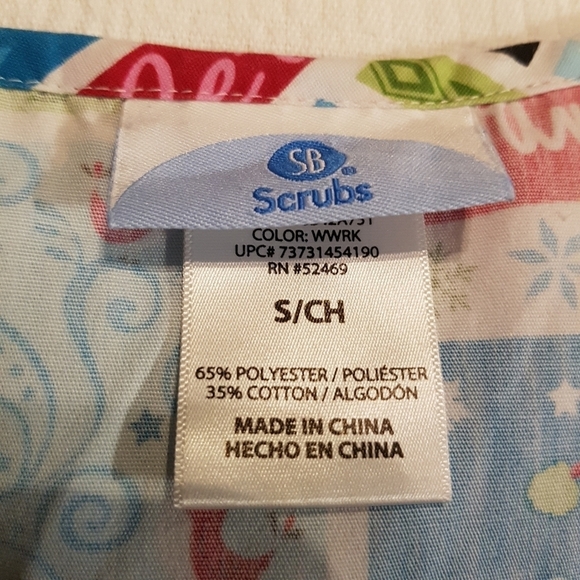 SB
Scrubs
COLOR: WWRK
UPC# 73731454190
RN #52469
S/CH
65% POLYESTER / POLIÉSTER
35% COTTON / ALGODÓN
MADE IN CHINA
HECHO EN CHINA